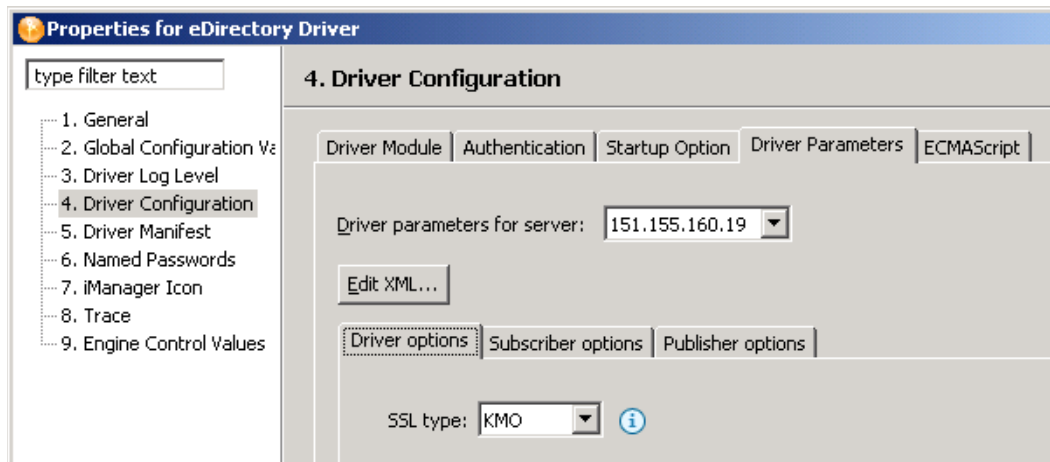 Properties for eDirectory Driver
type filter text
4. Driver Configuration
1. General
2. Global Configuration Va
3. Driver Log Level
4. Driver Configuration
5. Driver Manifest
6. Named Passwords
7. iManager Icon
8. Trace
9. Engine Control Values
Driver Module Authentication Startup Option Driver Parameters ECMAScript
Driver parameters for server: 151.155.160.19
Edit XML...
Driver options Subscriber options Publisher options
SSL type: KMO